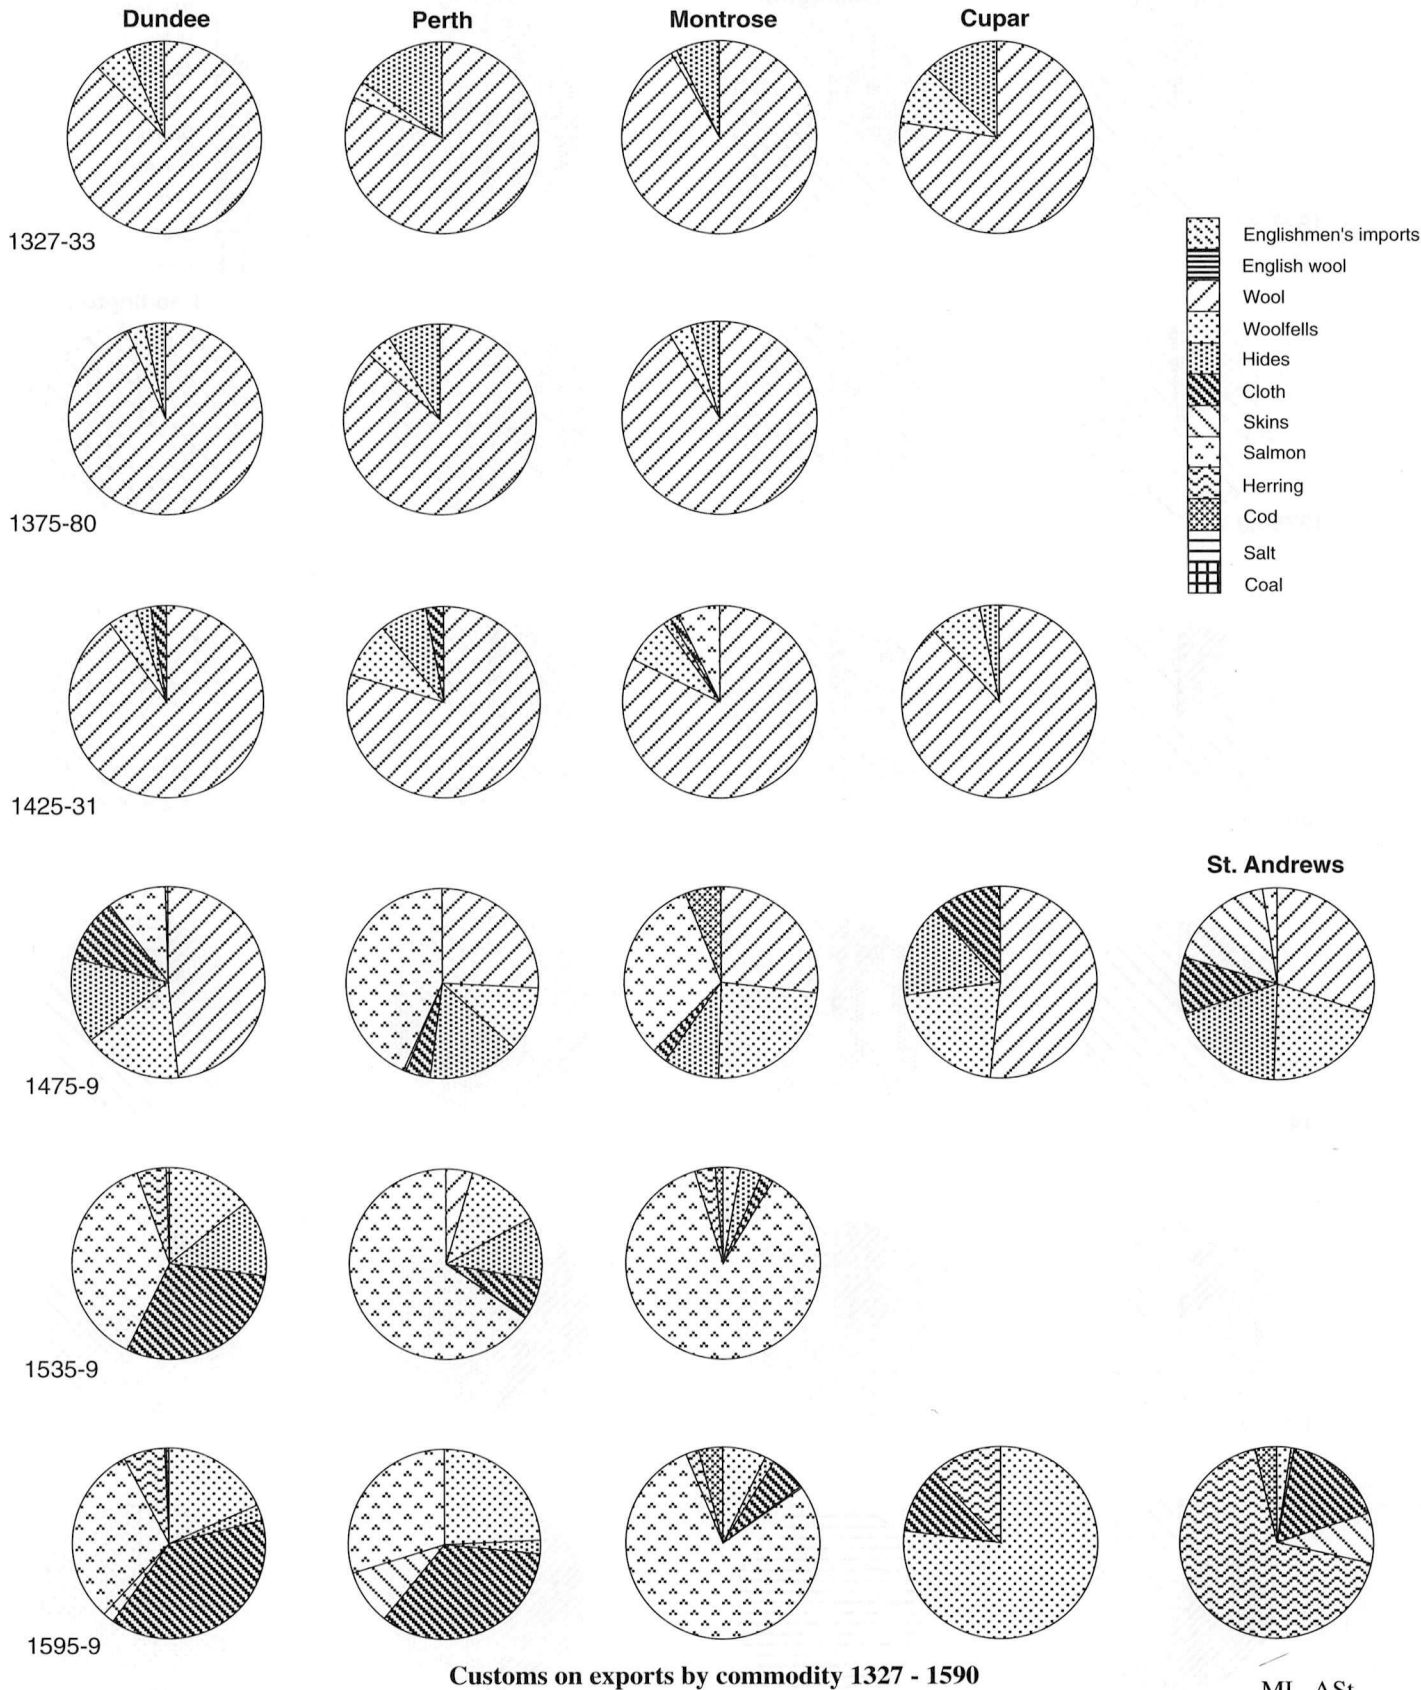 Dundee
Perth
Montrose
Cupar
1327-33
Englishmen's imports
English wool
Wool
Woolfells
Hides
Cloth
Skins
Salmon
Herring
Cod
Salt
Coal
1375-80
1425-31
St. Andrews
1475-9
1535-9
1595-9
Customs on exports by commodity 1327 - 1590